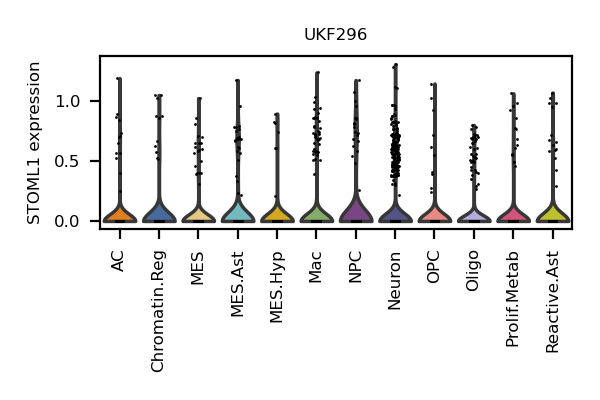 UKF296
STOML1 expression
1.0
0.5
0.0
AC
Chromatin.Reg
MES
MES.Ast
MES.Hyp
Mac
NPC
Neuron
OPC
Oligo
Prolif.Metab
Reactive.Ast